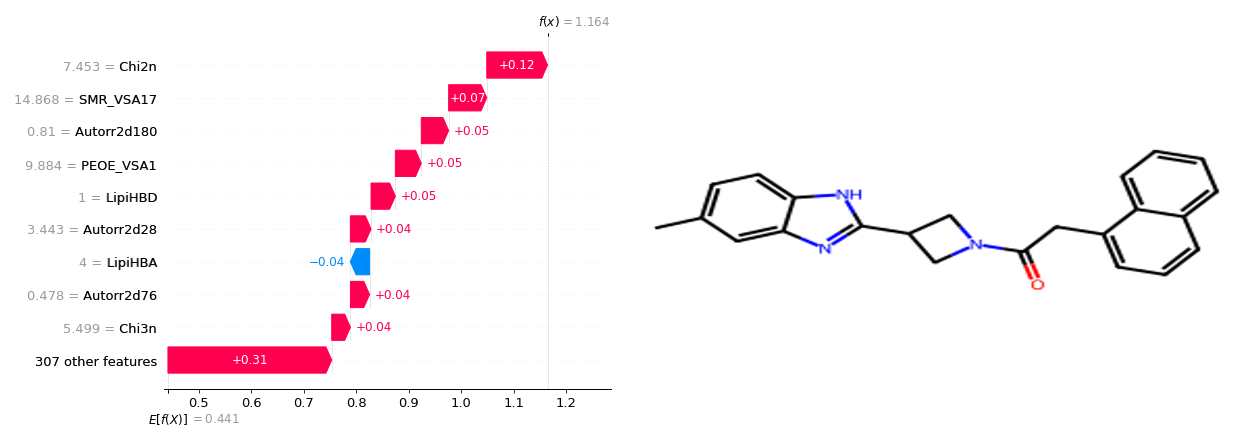 f(x) = 1.164
7.453 = Chi2n
+0.12
14.868 = SMR_VSA17
+0.07
0.81 = Autorr2d180
+0.05
9.884 = PEOE_VSA1
+0.05
1 = LipiHBD
+0.05
3.443 = Autorr2d28
+0.04
4 = LipiHBA
−0.04
0.478 = Autorr2d76
+0.04
5.499 = Chi3n
+0.04
307 other features
+0.31
0.5 0.6 0.7 0.8 0.9 1.0 1.1 1.2
E[f(X)] = 0.441
NH
N
N
O